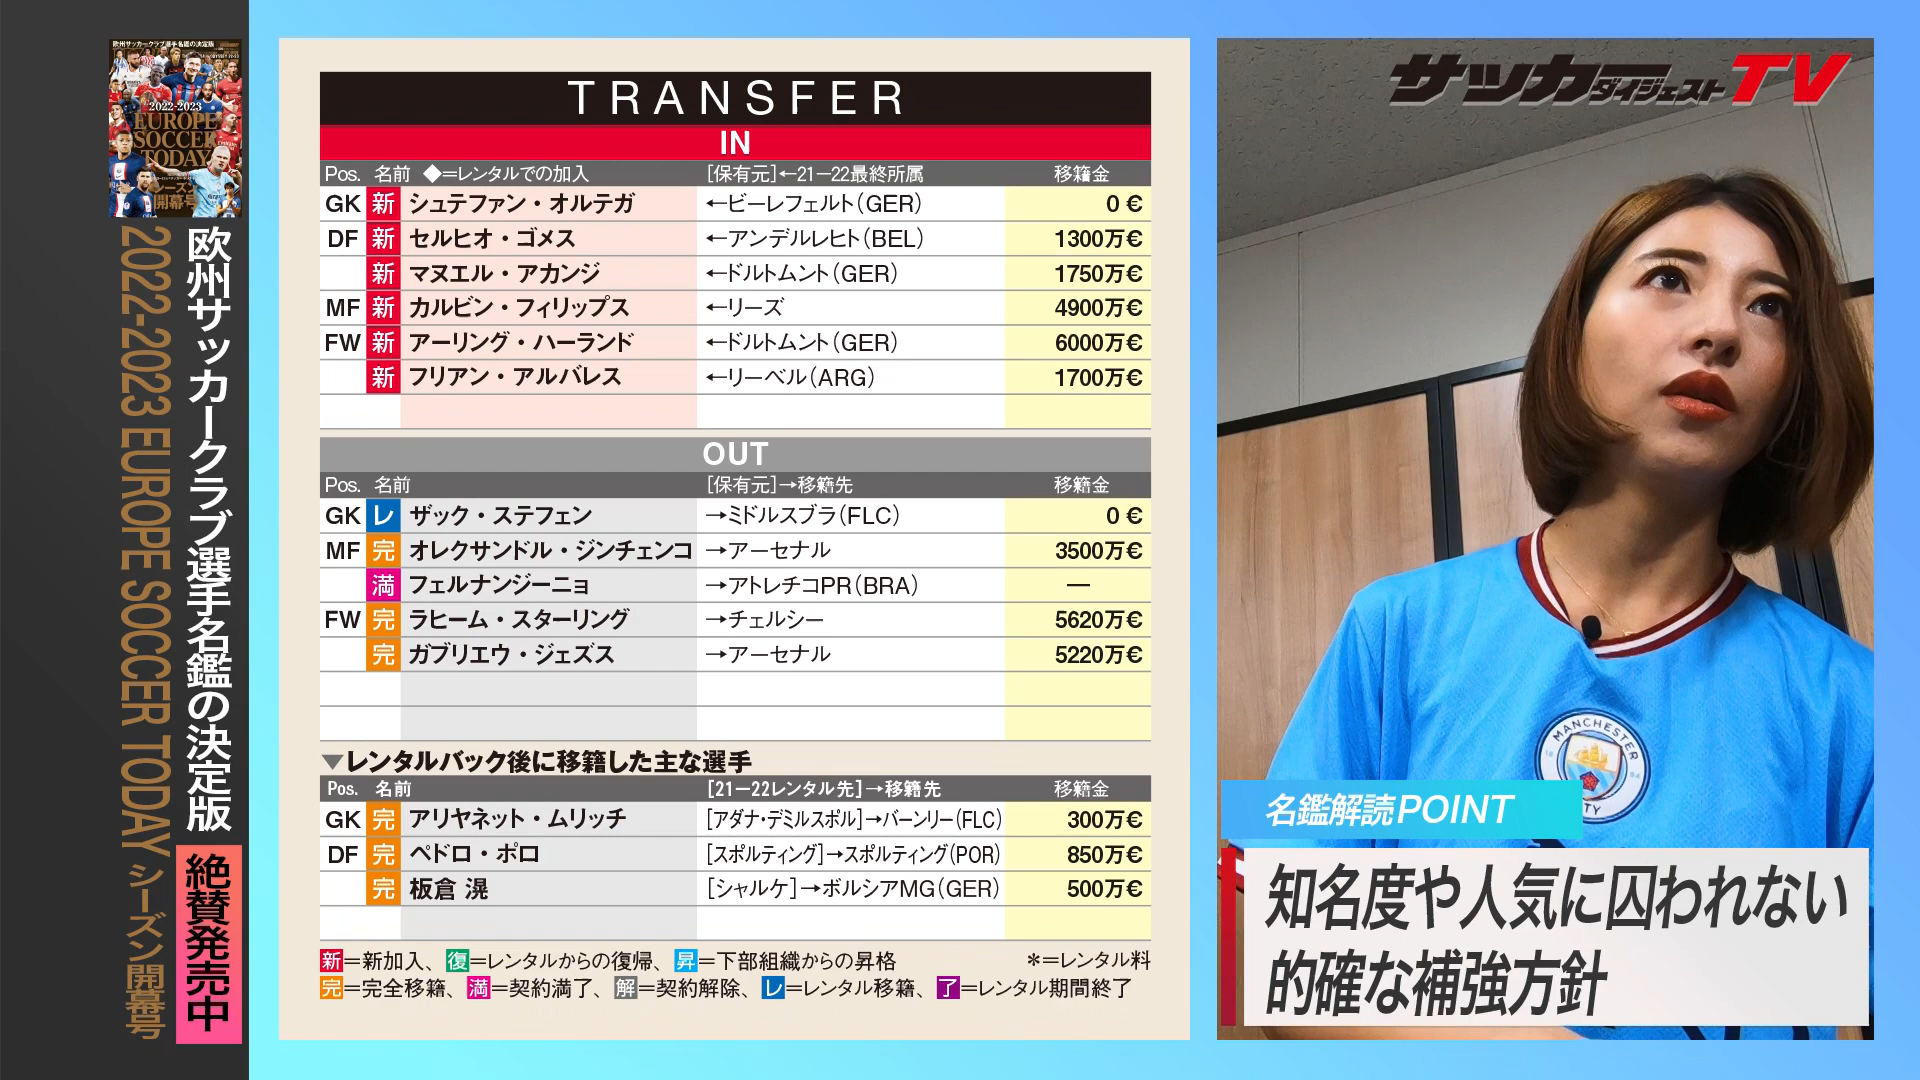 欧州サッカークラブ選手名鑑の決定版
2022-2023
EUROPE
SOCCER
TODAY
シーズン
開幕号
欧州サッカークラブ選手名鑑の決定版 絶賛発売中
2022-2023 EUROPE SOCCER TODAY シーズン開幕号
TRANSFER
IN
Pos. 名前 ◆=レンタルでの加入 [保有元]←21–22最終所属 移籍金
GK 新 シュテファン・オルテガ ←ビーレフェルト(GER) 0 €
DF 新 セルヒオ・ゴメス ←アンデルレヒト(BEL) 1300万€
新 マヌエル・アカンジ ←ドルトムント(GER) 1750万€
MF 新 カルビン・フィリップス ←リーズ 4900万€
FW 新 アーリング・ハーランド ←ドルトムント(GER) 6000万€
新 フリアン・アルバレス ←リーベル(ARG) 1700万€
OUT
Pos. 名前 [保有元]→移籍先 移籍金
GK レ ザック・ステフェン →ミドルスブラ(FLC) 0 €
MF 完 オレクサンドル・ジンチェンコ →アーセナル 3500万€
満 フェルナンジーニョ →アトレチコPR(BRA) —
FW 完 ラヒーム・スターリング →チェルシー 5620万€
完 ガブリエウ・ジェズス →アーセナル 5220万€
▼レンタルバック後に移籍した主な選手
Pos. 名前 [21–22レンタル先]→移籍先 移籍金
GK 完 アリヤネット・ムリッチ [アダナ・デミルスポル]→バーンリー(FLC) 300万€
DF 完 ペドロ・ポロ [スポルティング]→スポルティング(POR) 850万€
完 板倉 滉 [シャルケ]→ボルシアMG(GER) 500万€
新=新加入、復=レンタルからの復帰、昇=下部組織からの昇格 *=レンタル料
完=完全移籍、満=契約満了、解=契約解除、レ=レンタル移籍、了=レンタル期間終了
サッカーダイジェストTV
MANCHESTER
CITY
名鑑解読POINT
知名度や人気に囚われない
的確な補強方針